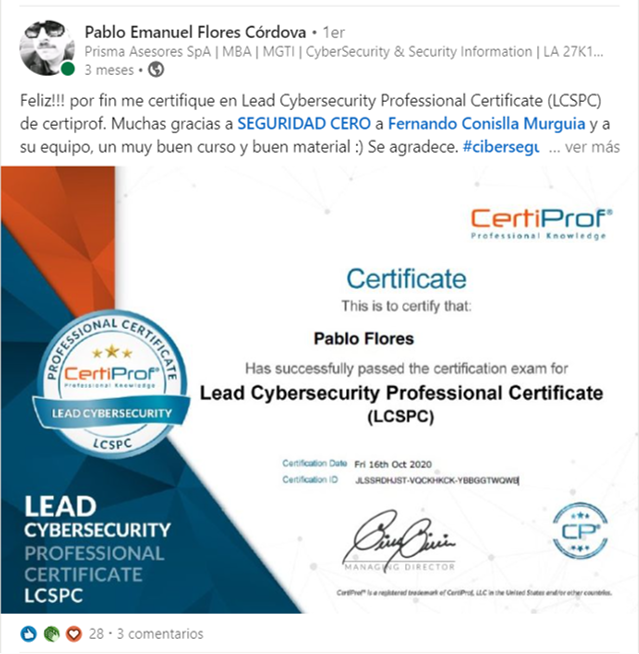 Pablo Emanuel Flores Córdova • 1er
Prisma Asesores SpA | MBA | MGTI | CyberSecurity & Security Information | LA 27K1...
3 meses •
Feliz!!! por fin me certifique en Lead Cybersecurity Professional Certificate (LCSPC)
de certiprof. Muchas gracias a SEGURIDAD CERO a Fernando Conislla Murguia y a
su equipo, un muy buen curso y buen material :) Se agradece. #cibersegu ... ver más
CertiProf®
Professional Knowledge
Certificate
This is to certify that:
Pablo Flores
Has successfully passed the certification exam for
Lead Cybersecurity Professional Certificate
(LCSPC)
PROFESSIONAL CERTIFICATE
CertiProf®
Professional Knowledge
LEAD CYBERSECURITY
LCSPC
Certification Date Fri 16th Oct 2020
Certification ID JLSSRDHJST-VQCKHKCK-YBBGGTWQWB
LEAD
CYBERSECURITY
PROFESSIONAL
CERTIFICATE
LCSPC
MANAGING DIRECTOR
CP®
CertiProf® is a registered trademark of CertiProf, LLC in the United States and/or other countries.
28 · 3 comentarios